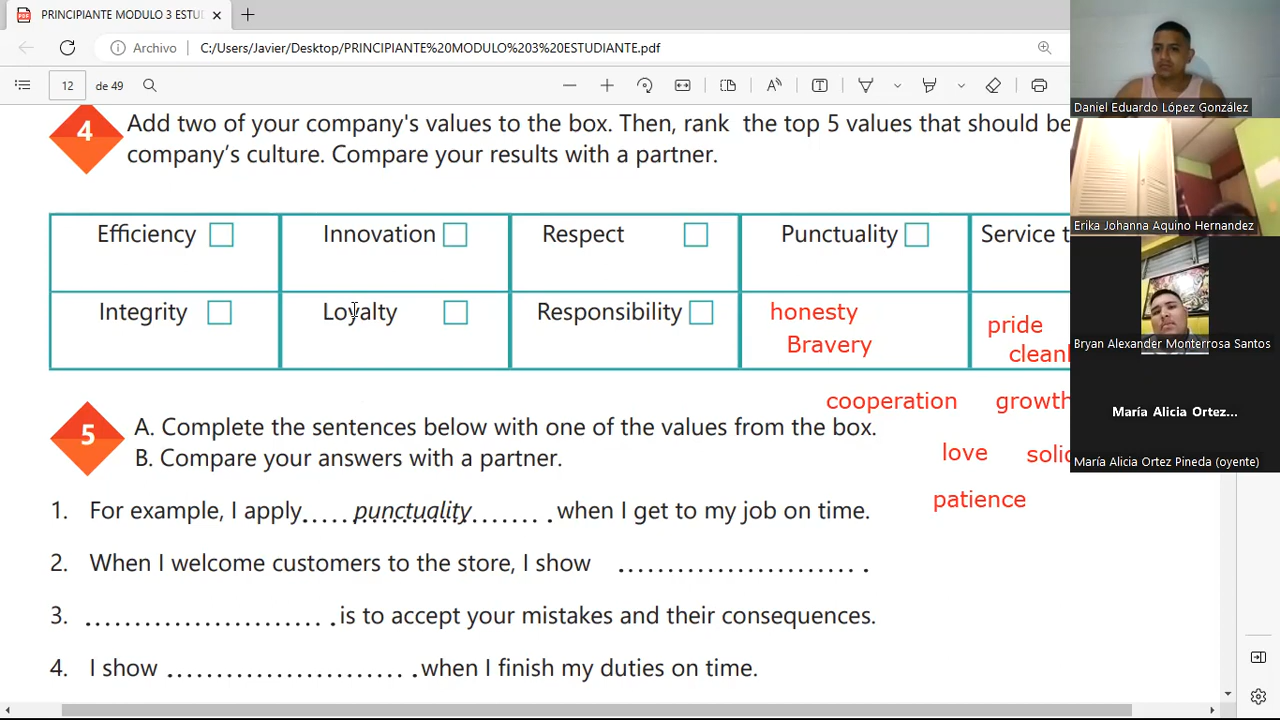 PRINCIPIANTE MODULO 3 ESTU
Archivo C:/Users/Javier/Desktop/PRINCIPIANTE%20MODULO%203%20ESTUDIANTE.pdf
12 de 49
4 Add two of your company's values to the box. Then, rank the top 5 values that should be
company's culture. Compare your results with a partner.
Efficiency Innovation Respect Punctuality Service t
Integrity Loyalty Responsibility honesty
Bravery
pride
clean
cooperation growth
5 A. Complete the sentences below with one of the values from the box.
B. Compare your answers with a partner.
love solid
patience
1. For example, I apply.....punctuality....... .when I get to my job on time.
2. When I welcome customers to the store, I show ....................... .
3. ....................... .is to accept your mistakes and their consequences.
4. I show ....................... .when I finish my duties on time.
Daniel Eduardo López González
Erika Johanna Aquino Hernandez
Bryan Alexander Monterrosa Santos
María Alicia Ortez...
María Alicia Ortez Pineda (oyente)